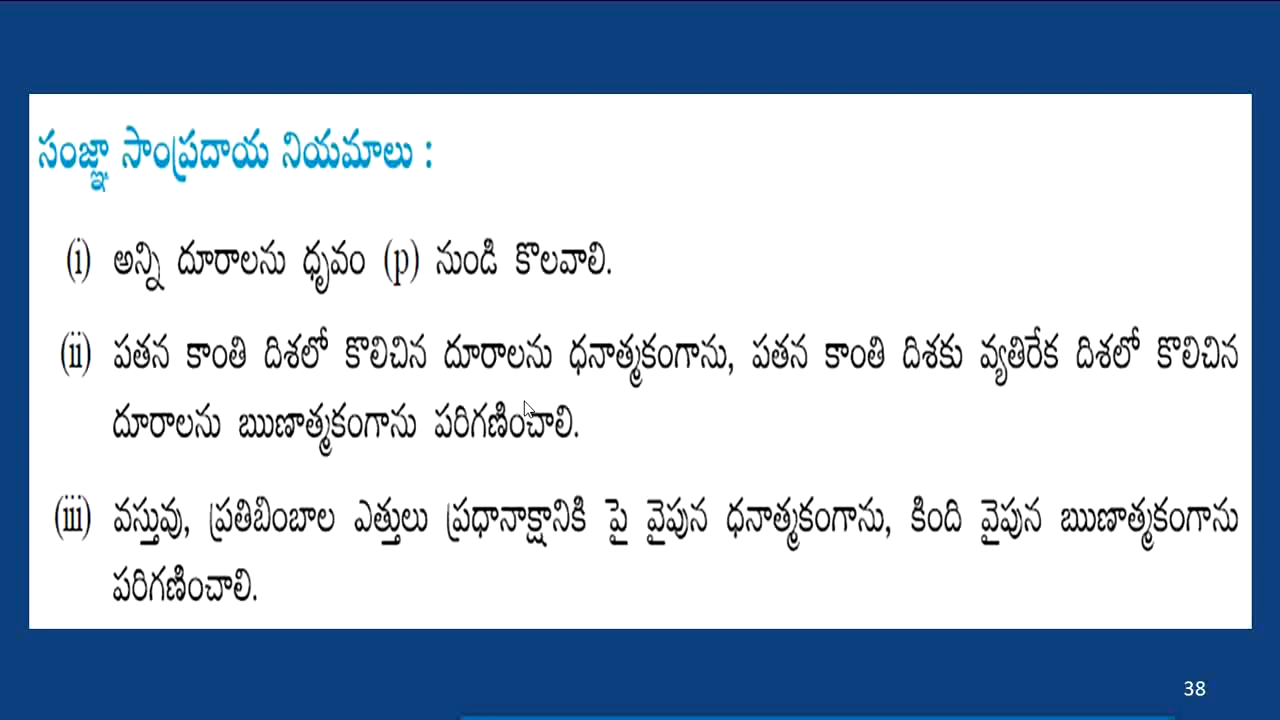 సంజ్ఞా సాంప్రదాయ నియమాలు :
(i) అన్ని దూరాలను ధృవం (p) నుండి కొలవాలి.
(ii) పతన కాంతి దిశలో కొలిచిన దూరాలను ధనాత్మకంగాను, పతన కాంతి దిశకు వ్యతిరేక దిశలో కొలిచిన
దూరాలను ఋణాత్మకంగాను పరిగణించాలి.
(iii) వస్తువు, ప్రతిబింబాల ఎత్తులు ప్రధానాక్షానికి పై వైపున ధనాత్మకంగాను, కింది వైపున ఋణాత్మకంగాను
పరిగణించాలి.
38